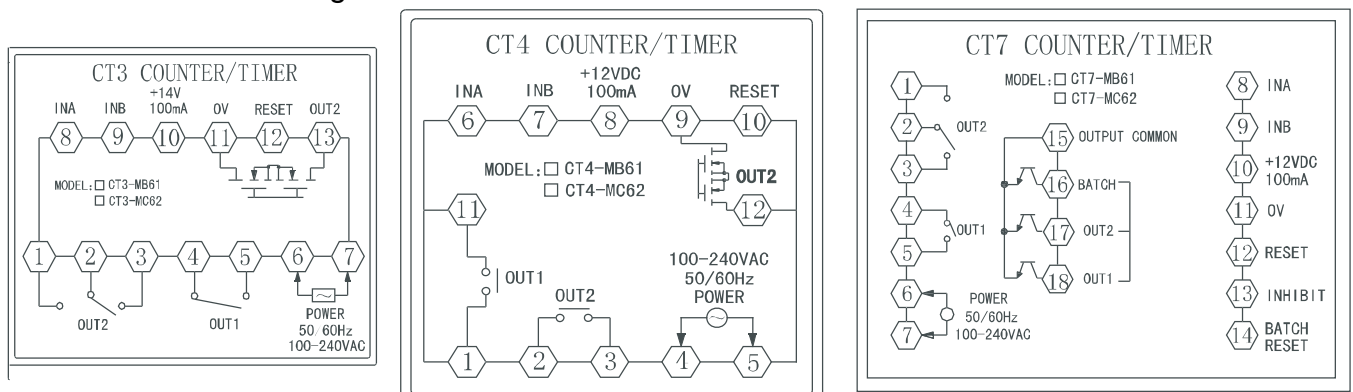 CT3 COUNTER/TIMER
+14V
INA INB 100mA 0V RESET OUT2
8 9 10 11 12 13
MODEL: CT3-MB61
CT3-MC62
1 2 3 4 5 6 7
OUT2 OUT1 POWER
50/60Hz
100-240VAC
CT4 COUNTER/TIMER
+12VDC
INA INB 100mA 0V RESET
6 7 8 9 10
MODEL: CT4-MB61
CT4-MC62
OUT2
11 12
OUT1
OUT2
100-240VAC
50/60Hz
POWER
1 2 3 4 5
CT7 COUNTER/TIMER
MODEL: CT7-MB61
CT7-MC62
1
2 OUT2
3
4
OUT1
5
6
POWER
50/60Hz
100-240VAC
7
15 OUTPUT COMMON
16 BATCH
17 OUT2
18 OUT1
8 INA
9 INB
10 +12VDC
100mA
11 0V
12 RESET
13 INHIBIT
14 BATCH
RESET